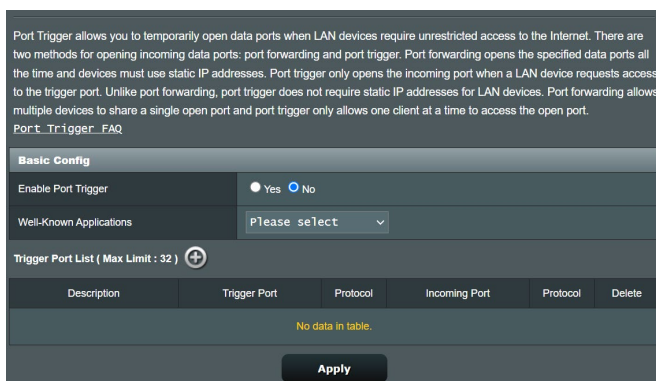 Port Trigger allows you to temporarily open data ports when LAN devices require unrestricted access to the Internet. There are
two methods for opening incoming data ports: port forwarding and port trigger. Port forwarding opens the specified data ports all
the time and devices must use static IP addresses. Port trigger only opens the incoming port when a LAN device requests access
to the trigger port. Unlike port forwarding, port trigger does not require static IP addresses for LAN devices. Port forwarding allows
multiple devices to share a single open port and port trigger only allows one client at a time to access the open port.
Port Trigger FAQ
Basic Config
Enable Port Trigger Yes No
Well-Known Applications Please select
Trigger Port List ( Max Limit : 32 )
Description Trigger Port Protocol Incoming Port Protocol Delete
No data in table.
Apply